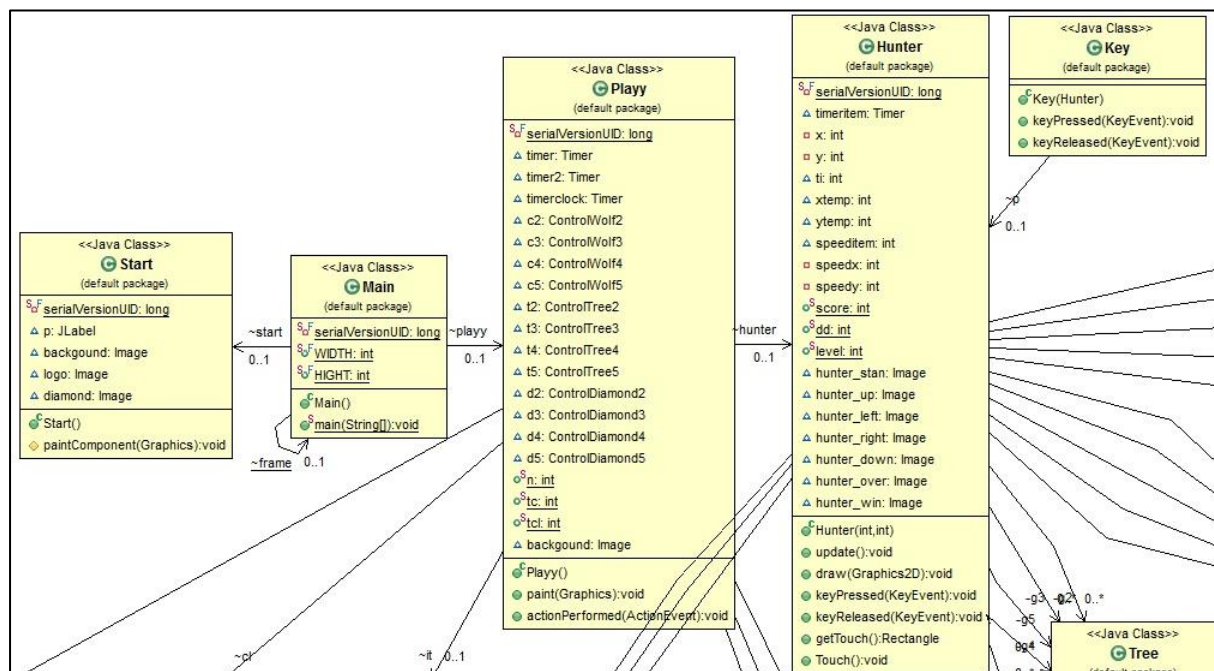 <<Java Class>>
Start
(default package)
serialVersionUID: long
p: JLabel
backgound: Image
logo: Image
diamond: Image
Start()
paintComponent(Graphics):void
~start
0..1
<<Java Class>>
Main
(default package)
serialVersionUID: long
WIDTH: int
HIGHT: int
Main()
main(String[]):void
~frame
0..1
~playy
0..1
<<Java Class>>
Playy
(default package)
serialVersionUID: long
timer: Timer
timer2: Timer
timerclock: Timer
c2: ControlWolf2
c3: ControlWolf3
c4: ControlWolf4
c5: ControlWolf5
t2: ControlTree2
t3: ControlTree3
t4: ControlTree4
t5: ControlTree5
d2: ControlDiamond2
d3: ControlDiamond3
d4: ControlDiamond4
d5: ControlDiamond5
n: int
tc: int
tcl: int
backgound: Image
Playy()
paint(Graphics):void
actionPerformed(ActionEvent):void
~cl
~it
0..1
~hunter
0..1
<<Java Class>>
Hunter
(default package)
serialVersionUID: long
timeritem: Timer
x: int
y: int
ti: int
xtemp: int
ytemp: int
speeditem: int
speedx: int
speedy: int
score: int
dd: int
level: int
hunter_stan: Image
hunter_up: Image
hunter_left: Image
hunter_right: Image
hunter_down: Image
hunter_over: Image
hunter_win: Image
Hunter(int,int)
update():void
draw(Graphics2D):void
keyPressed(KeyEvent):void
keyReleased(KeyEvent):void
getTouch():Rectangle
Touch():void
<<Java Class>>
Key
(default package)
Key(Hunter)
keyPressed(KeyEvent):void
keyReleased(KeyEvent):void
~p
0..1
-g3
0..*
-g5
<<Java Class>>
Tree